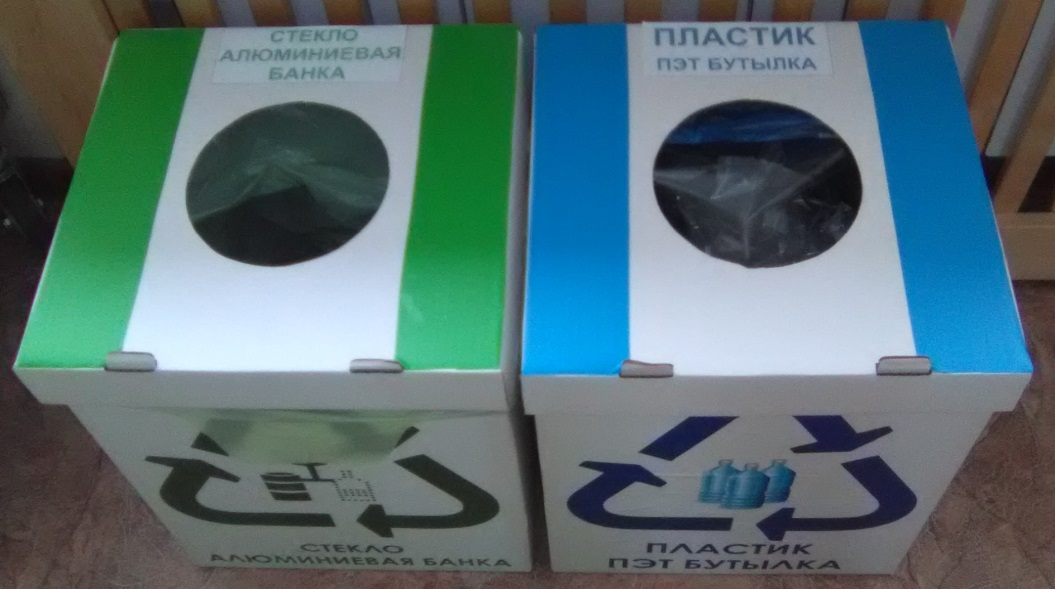 СТЕКЛО
АЛЮМИНИЕВАЯ
БАНКА
ПЛАСТИК
ПЭТ БУТЫЛКА
СТЕКЛО
АЛЮМИНИЕВАЯ БАНКА
ПЛАСТИК
ПЭТ БУТЫЛКА